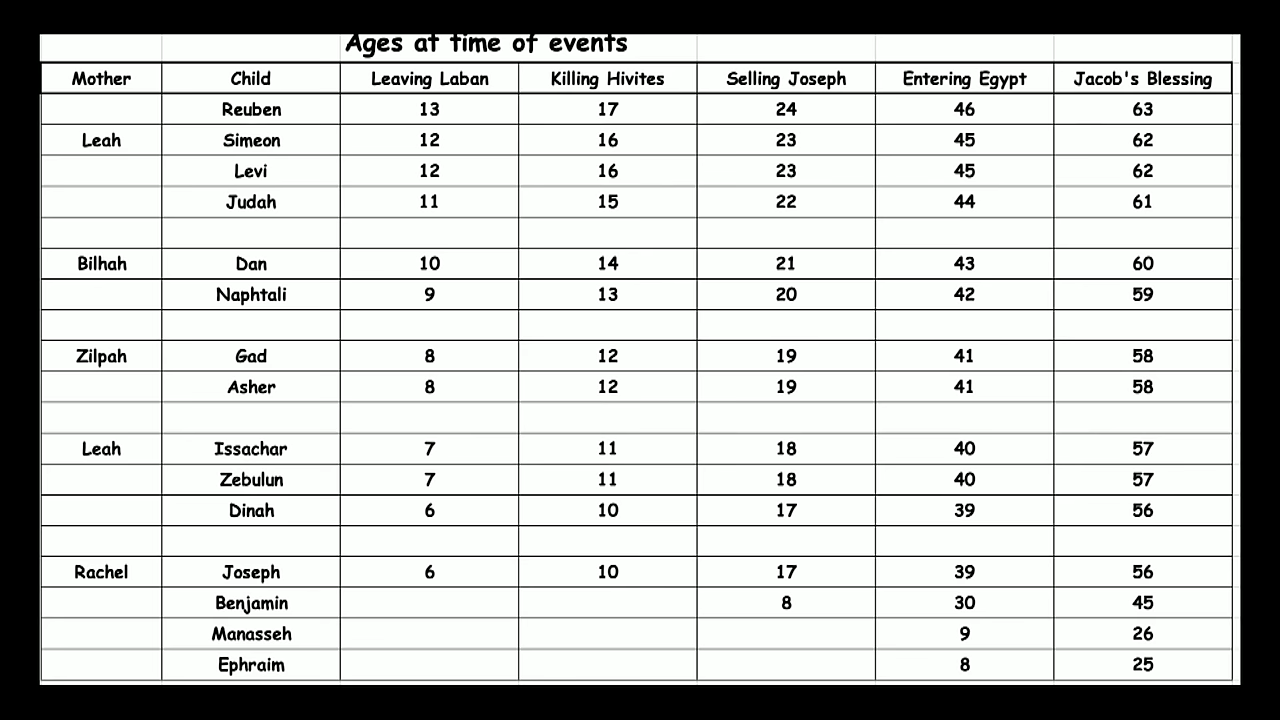 Ages at time of events
Mother Child Leaving Laban Killing Hivites Selling Joseph Entering Egypt Jacob's Blessing
Reuben 13 17 24 46 63
Leah Simeon 12 16 23 45 62
Levi 12 16 23 45 62
Judah 11 15 22 44 61
Bilhah Dan 10 14 21 43 60
Naphtali 9 13 20 42 59
Zilpah Gad 8 12 19 41 58
Asher 8 12 19 41 58
Leah Issachar 7 11 18 40 57
Zebulun 7 11 18 40 57
Dinah 6 10 17 39 56
Rachel Joseph 6 10 17 39 56
Benjamin 8 30 45
Manasseh 9 26
Ephraim 8 25